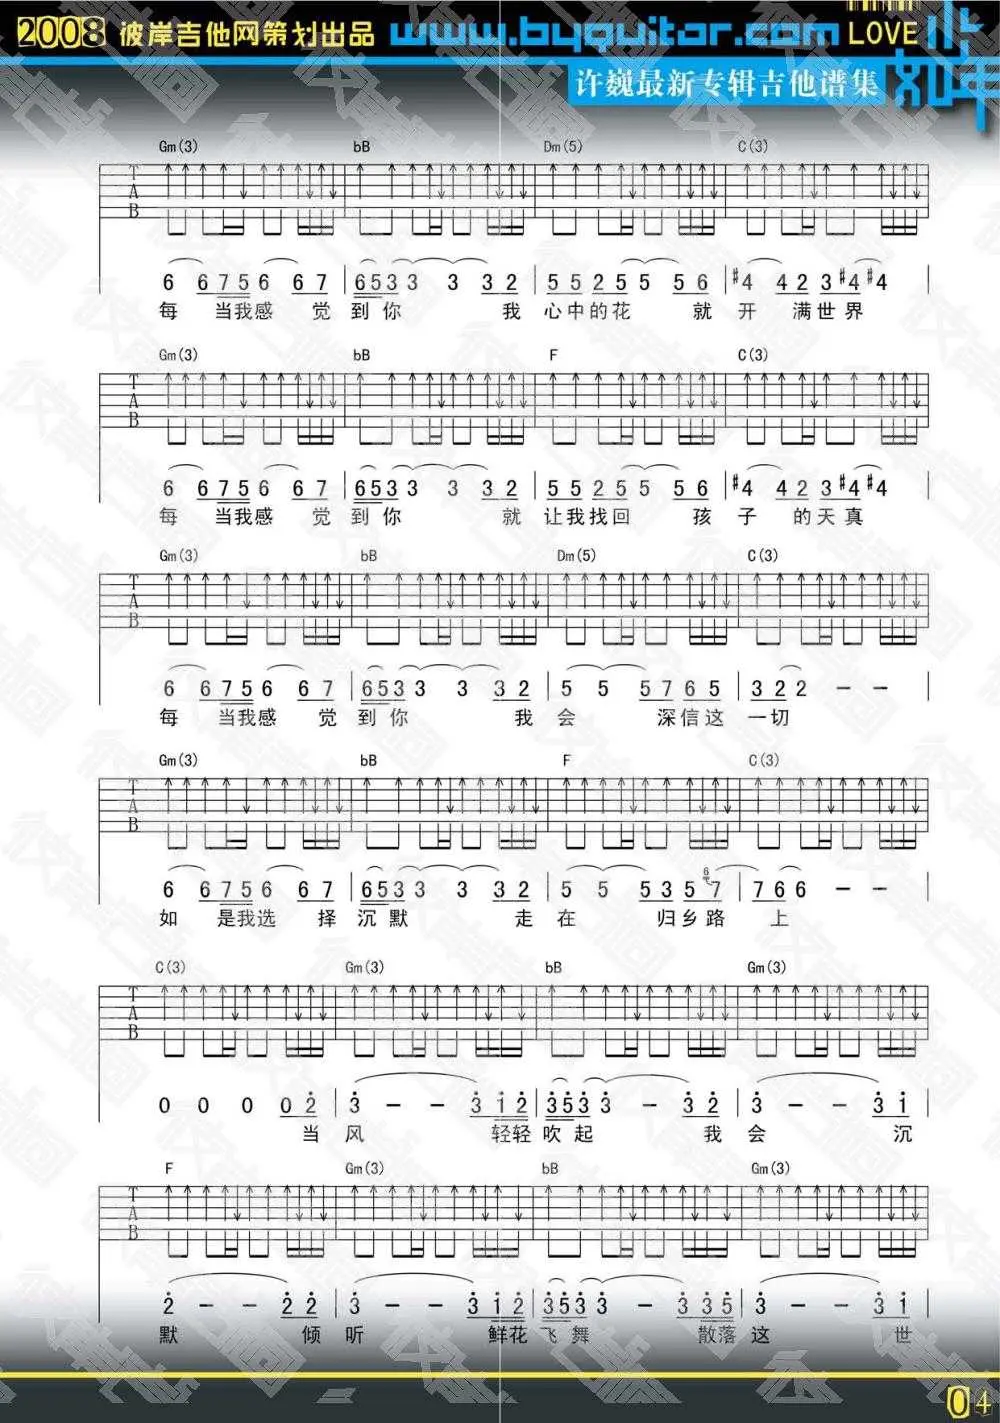 2008 彼岸吉他网策划出品 www.byguitar.com LOVE
许巍最新专辑吉他谱集
Gm(3) bB Dm(5) C(3)
T
A
B
6 6 7 5 6 6 7 | 6 5 3 3 3 3 2 | 5 5 2 5 5 5 6 | #4 4 2 3 #4 #4 |
每 当我感 觉 到 你 我 心中的花 就 开 满世界
Gm(3) bB F C(3)
T
A
B
6 6 7 5 6 6 7 | 6 5 3 3 3 3 2 | 5 5 2 5 5 5 6 | #4 4 2 3 #4 #4
每 当我感 觉 到 你 就 让我找回 孩 子 的天真
Gm(3) bB Dm(5) C(3)
T
A
B
6 6 7 5 6 6 7 | 6 5 3 3 3 3 2 | 5 5 5 7 6 5 | 3 2 2 - - |
每 当我感 觉 到 你 我 会 深信这 一切
Gm(3) bB F C(3)
T
A
B
6 6 7 5 6 6 7 | 6 5 3 3 3 3 2 | 5 5 5 3 5 6 7 | 7 6 6 - - |
如 是我选 择 沉 默 走 在 归乡路 上
C(3) Gm(3) bB Gm(3)
T
A
B
0 0 0 0 2 | 3 - - 3 1 2 | 3 5 3 3 - 3 2 | 3 - - 3 1 |
当 风 轻轻 吹 起 我 会 沉
F Gm(3) bB Gm(3)
T
A
B
2 - - 2 2 | 3 - - 3 1 2 | 3 5 3 3 - 3 3 5 | 3 - - 3 1 |
默 倾 听 鲜花 飞 舞 散落 这 世
04